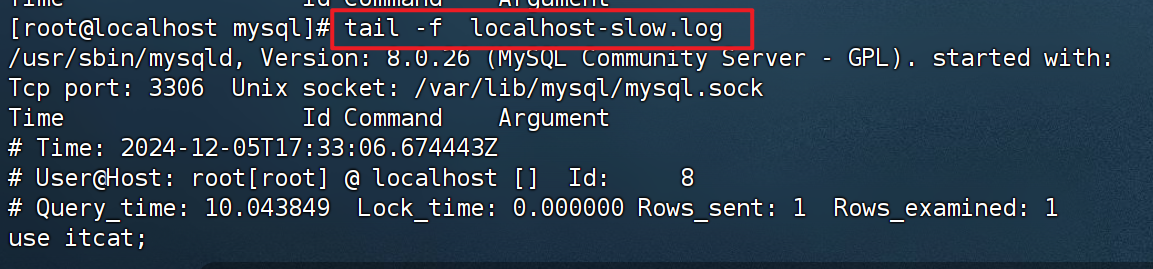 Time                 Id Command    Argument
[root@localhost mysql]# tail -f  localhost-slow.log
/usr/sbin/mysqld, Version: 8.0.26 (MySQL Community Server - GPL). started with:
Tcp port: 3306  Unix socket: /var/lib/mysql/mysql.sock
Time                 Id Command    Argument
# Time: 2024-12-05T17:33:06.674443Z
# User@Host: root[root] @ localhost []  Id:     8
# Query_time: 10.043849  Lock_time: 0.000000 Rows_sent: 1  Rows_examined: 1
use itcat;